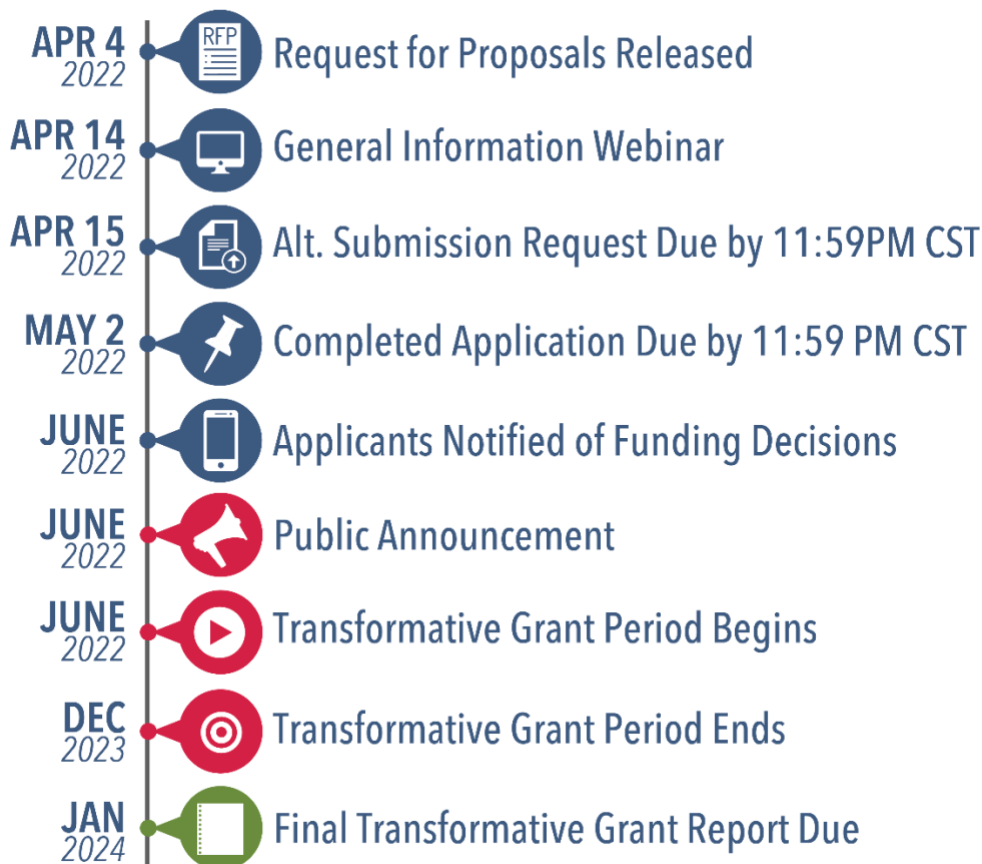 APR 4
2022
RFP
Request for Proposals Released
APR 14
2022
General Information Webinar
APR 15
2022
Alt. Submission Request Due by 11:59PM CST
MAY 2
2022
Completed Application Due by 11:59 PM CST
JUNE
2022
Applicants Notified of Funding Decisions
JUNE
2022
Public Announcement
JUNE
2022
Transformative Grant Period Begins
DEC
2023
Transformative Grant Period Ends
JAN
2024
Final Transformative Grant Report Due